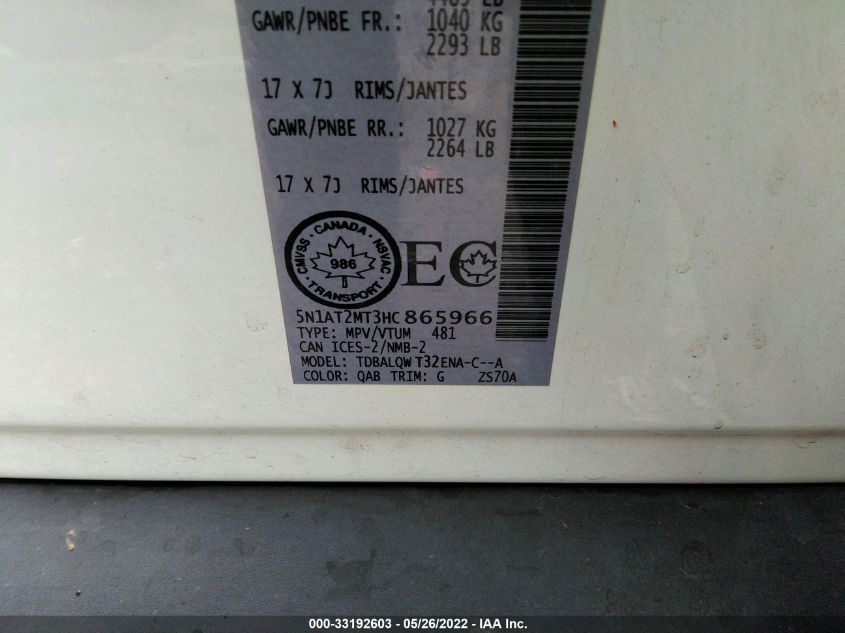 GAWR/PNBE FR.: 1040 KG
2293 LB
17 X 7J RIMS/JANTES
GAWR/PNBE RR.: 1027 KG
2264 LB
17 X 7J RIMS/JANTES
CANADA
CMVSS · NSVAC
986
TRANSPORT
EC
5N1AT2MT3HC865966
TYPE: MPV/VTUM 481
CAN ICES-2/NMB-2
MODEL: TDBALQW T32ENA-C--A
COLOR: QAB TRIM: G ZS70A
000-33192603 - 05/26/2022 - IAA Inc.